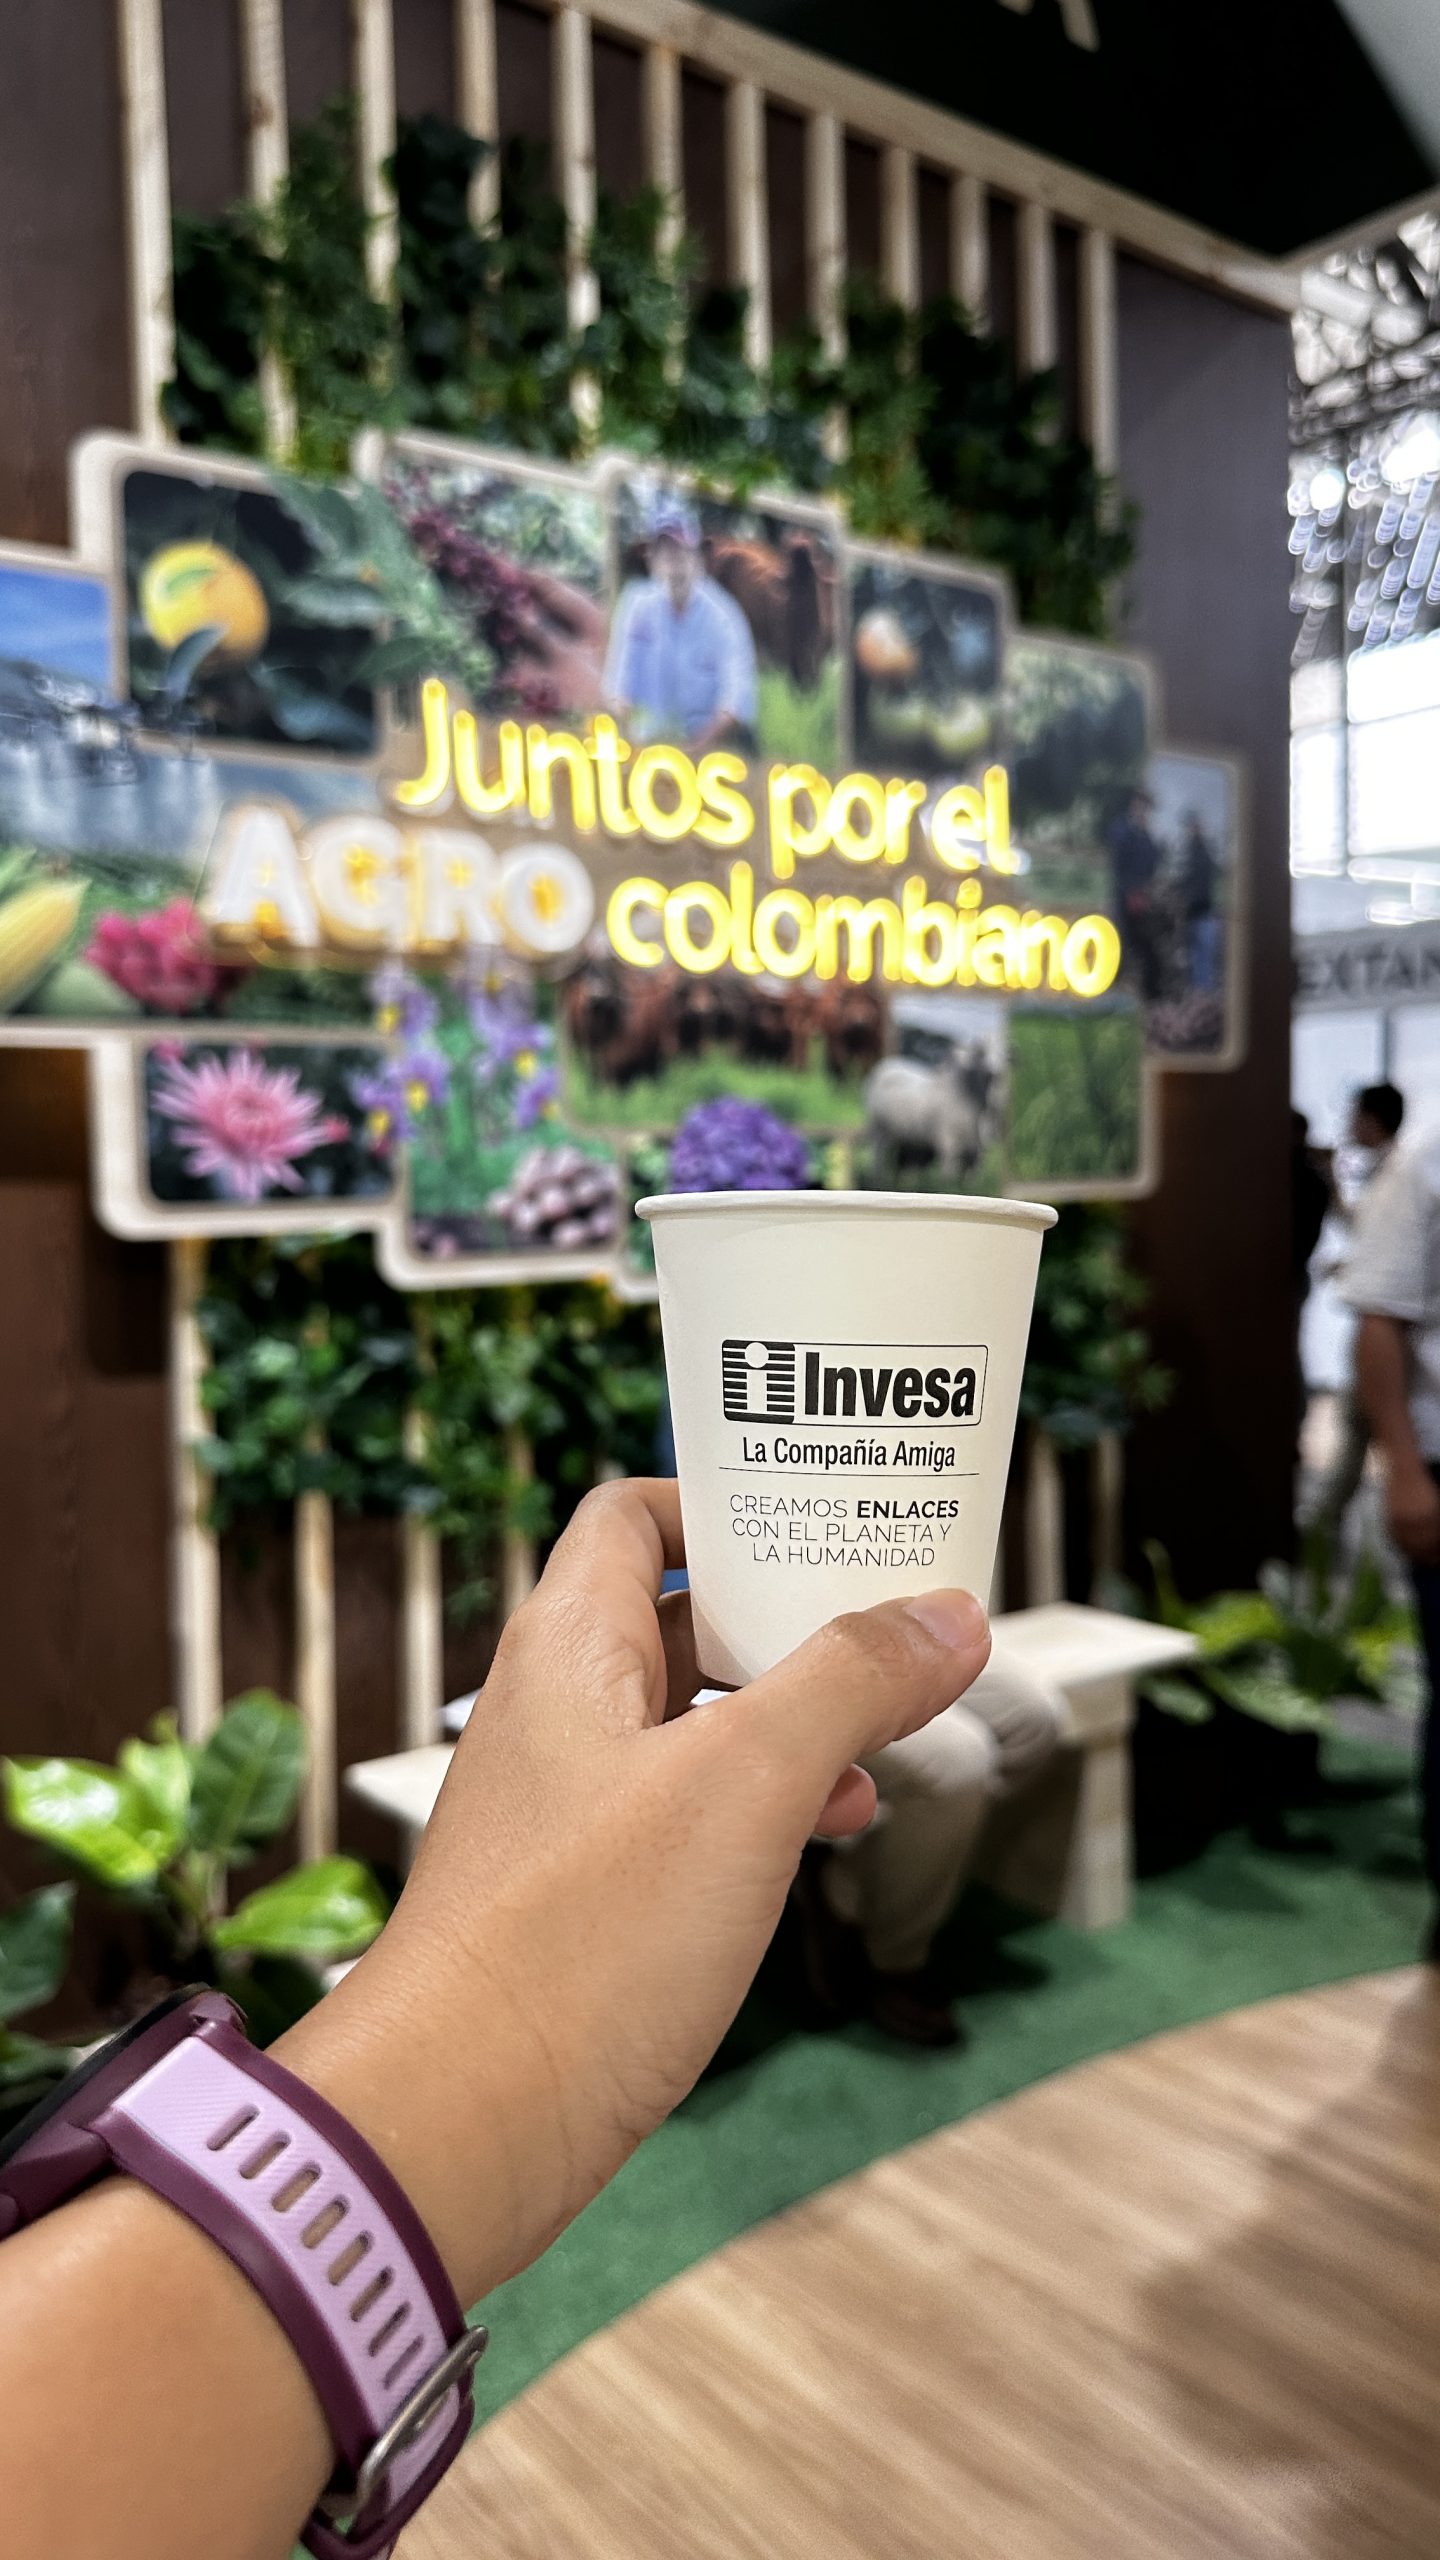 Juntos por el
AGRO colombiano
Invesa
La Compañía Amiga
CREAMOS ENLACES
CON EL PLANETA Y
LA HUMANIDAD